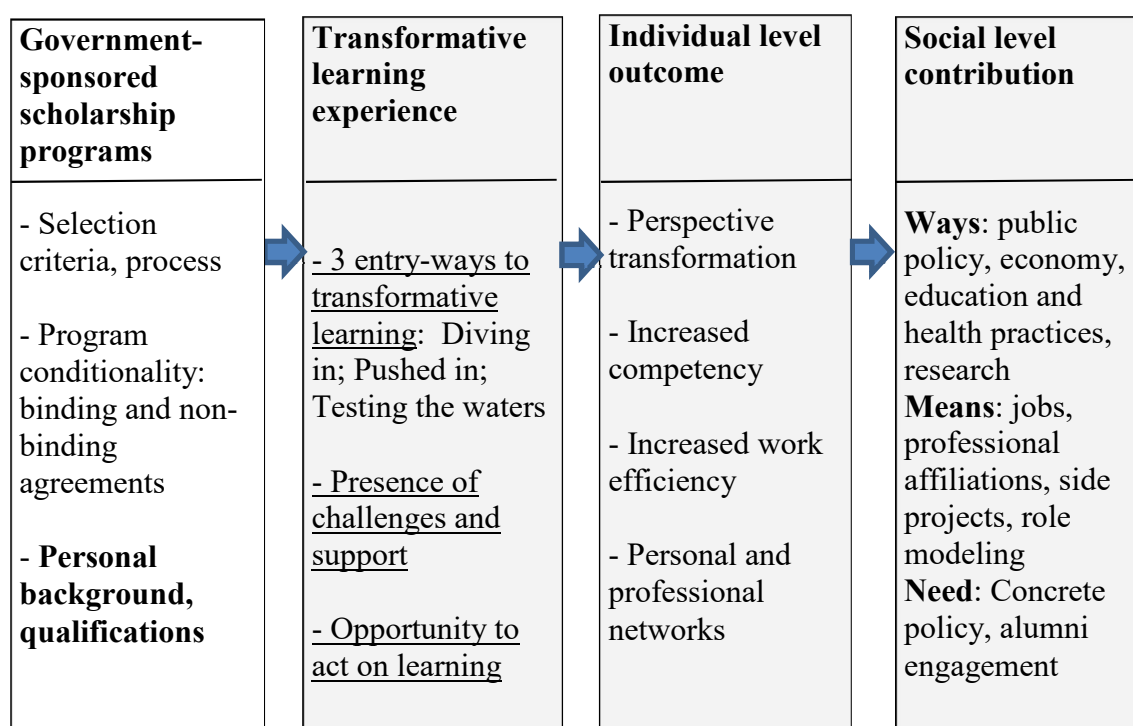 Government-
sponsored
scholarship
programs
- Selection
criteria, process
- Program
conditionality:
binding and non-
binding
agreements
- Personal
background,
qualifications
Transformative
learning
experience
- 3 entry-ways to
transformative
learning:  Diving
in; Pushed in;
Testing the waters
- Presence of
challenges and
support
- Opportunity to
act on learning
Individual level
outcome
- Perspective
transformation
- Increased
competency
- Increased work
efficiency
- Personal and
professional
networks
Social level
contribution
Ways: public
policy, economy,
education and
health practices,
research
Means: jobs,
professional
affiliations, side
projects, role
modeling
Need: Concrete
policy, alumni
engagement